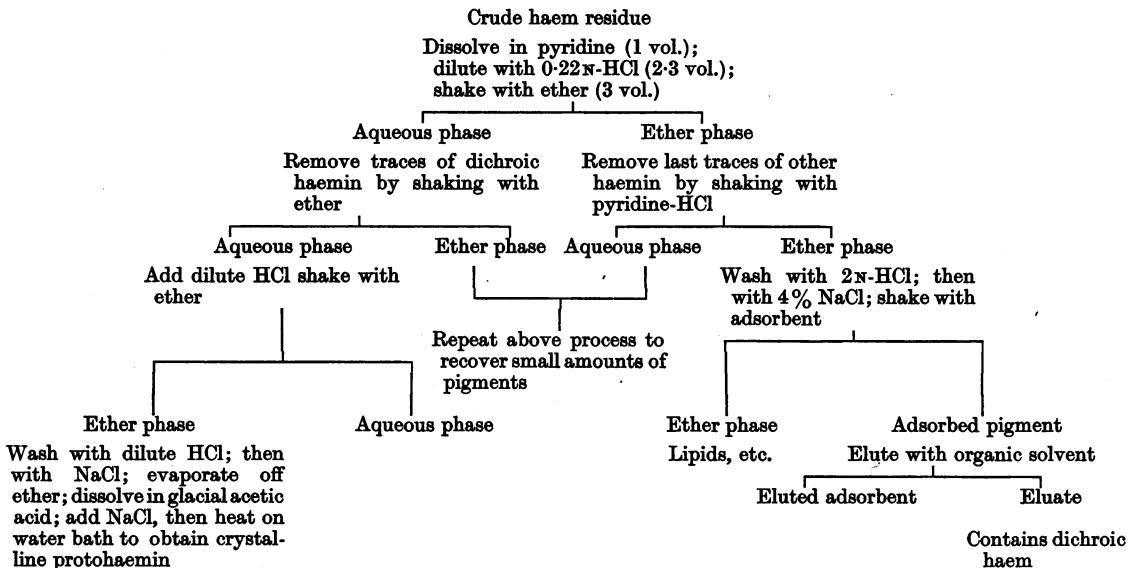 Crude haem residue
Dissolve in pyridine (1 vol.);
dilute with 0·22N-HCl (2·3 vol.);
shake with ether (3 vol.)
Aqueous phase
Remove traces of dichroic
haemin by shaking with
ether
Ether phase
Remove last traces of other
haemin by shaking with
pyridine-HCl
Aqueous phase
Add dilute HCl shake with
ether
Ether phase
Aqueous phase
Repeat above process to
recover small amounts of
pigments
Ether phase
Wash with 2N-HCl; then
with 4% NaCl; shake with
adsorbent
Ether phase
Wash with dilute HCl; then
with NaCl; evaporate off
ether; dissolve in glacial acetic
acid; add NaCl, then heat on
water bath to obtain crystal-
line protohaemin
Aqueous phase
Ether phase
Lipids, etc.
Adsorbed pigment
Elute with organic solvent
Eluted adsorbent
Eluate
Contains dichroic
haem